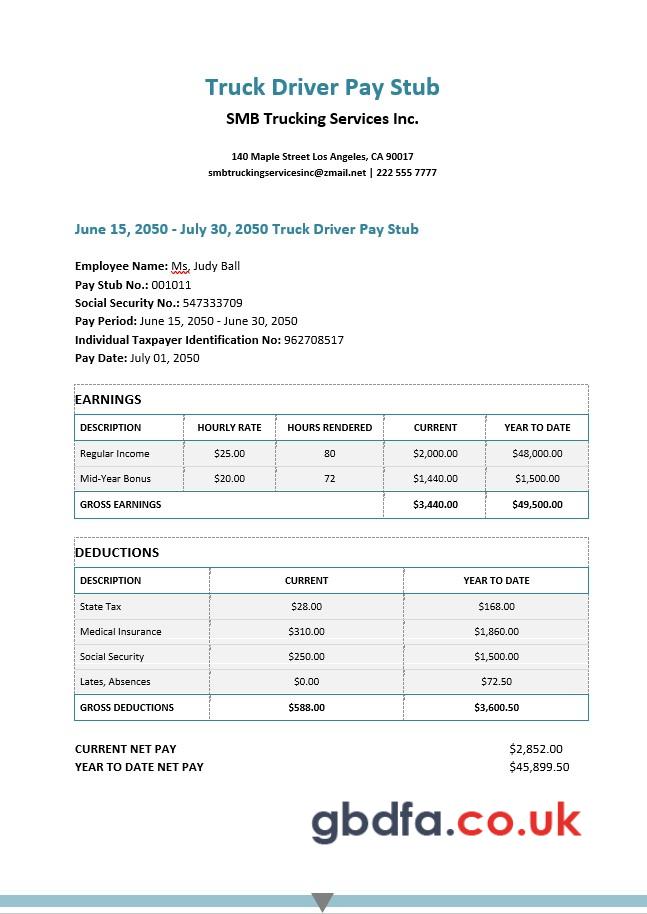 Truck Driver Pay Stub
SMB Trucking Services Inc.
140 Maple Street Los Angeles, CA 90017
smbtruckingservicesinc@zmail.net | 222 555 7777
June 15, 2050 - July 30, 2050 Truck Driver Pay Stub
Employee Name: Ms, Judy Ball
Pay Stub No.: 001011
Social Security No.: 547333709
Pay Period: June 15, 2050 - June 30, 2050
Individual Taxpayer Identification No: 962708517
Pay Date: July 01, 2050
EARNINGS
DESCRIPTION HOURLY RATE HOURS RENDERED CURRENT YEAR TO DATE
Regular Income $25.00 80 $2,000.00 $48,000.00
Mid-Year Bonus $20.00 72 $1,440.00 $1,500.00
GROSS EARNINGS $3,440.00 $49,500.00
DEDUCTIONS
DESCRIPTION CURRENT YEAR TO DATE
State Tax $28.00 $168.00
Medical Insurance $310.00 $1,860.00
Social Security $250.00 $1,500.00
Lates, Absences $0.00 $72.50
GROSS DEDUCTIONS $588.00 $3,600.50
CURRENT NET PAY $2,852.00
YEAR TO DATE NET PAY $45,899.50
gbdfa.co.uk